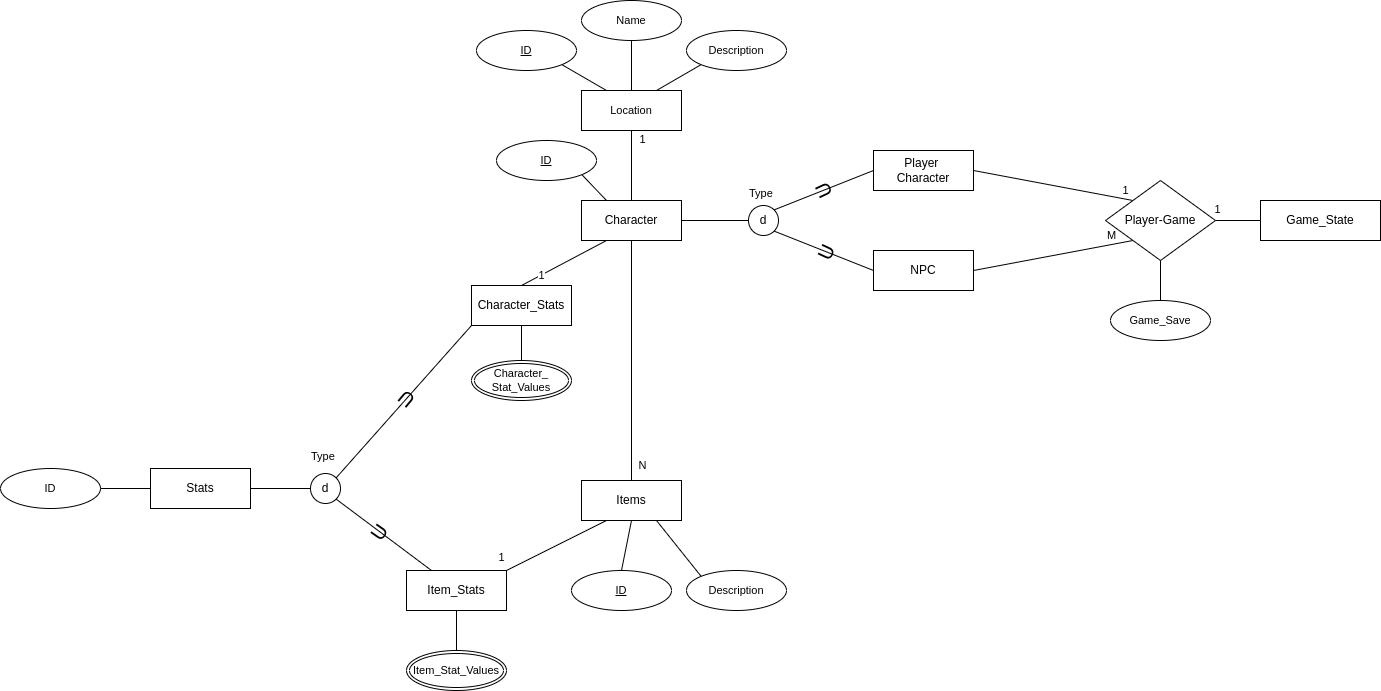 Name
ID
Description
Location
1
ID
Player
Character
Type
1
1
Character
d
Player-Game
Game_State
M
NPC
1
Character_Stats
Game_Save
Character_
Stat_Values
Type
N
ID
Stats
d
Items
1
Item_Stats
ID
Description
Item_Stat_Values